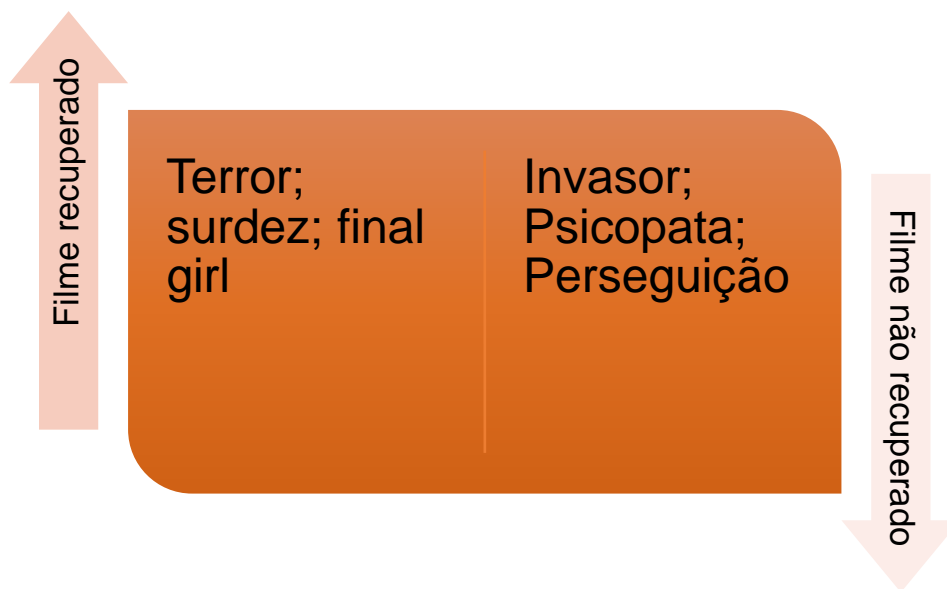 Filme recuperado
Terror;
surdez; final
girl
Invasor;
Psicopata;
Perseguição
Filme não recuperado